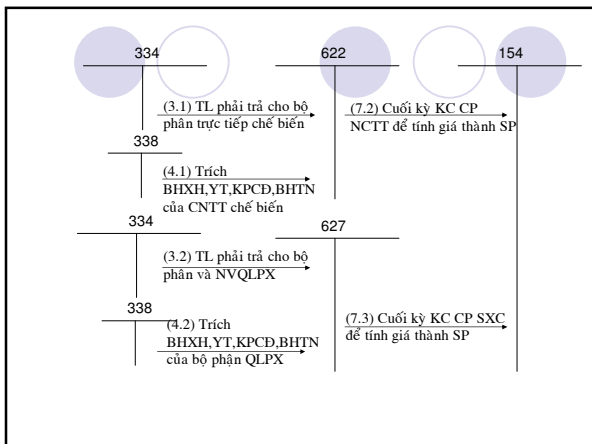 334
622
154
(3.1) TL phải trả cho bộ
phân trực tiếp chế biến
(7.2) Cuối kỳ KC CP
NCTT để tính giá thành SP
338
(4.1) Trích
BHXH,YT,KPCĐ,BHTN
của CNTT chế biến
334
627
(3.2) TL phải trả cho bộ
phân và NVQLPX
338
(4.2) Trích
BHXH,YT,KPCĐ,BHTN
của bộ phận QLPX
(7.3) Cuối kỳ KC CP SXC
để tính giá thành SP